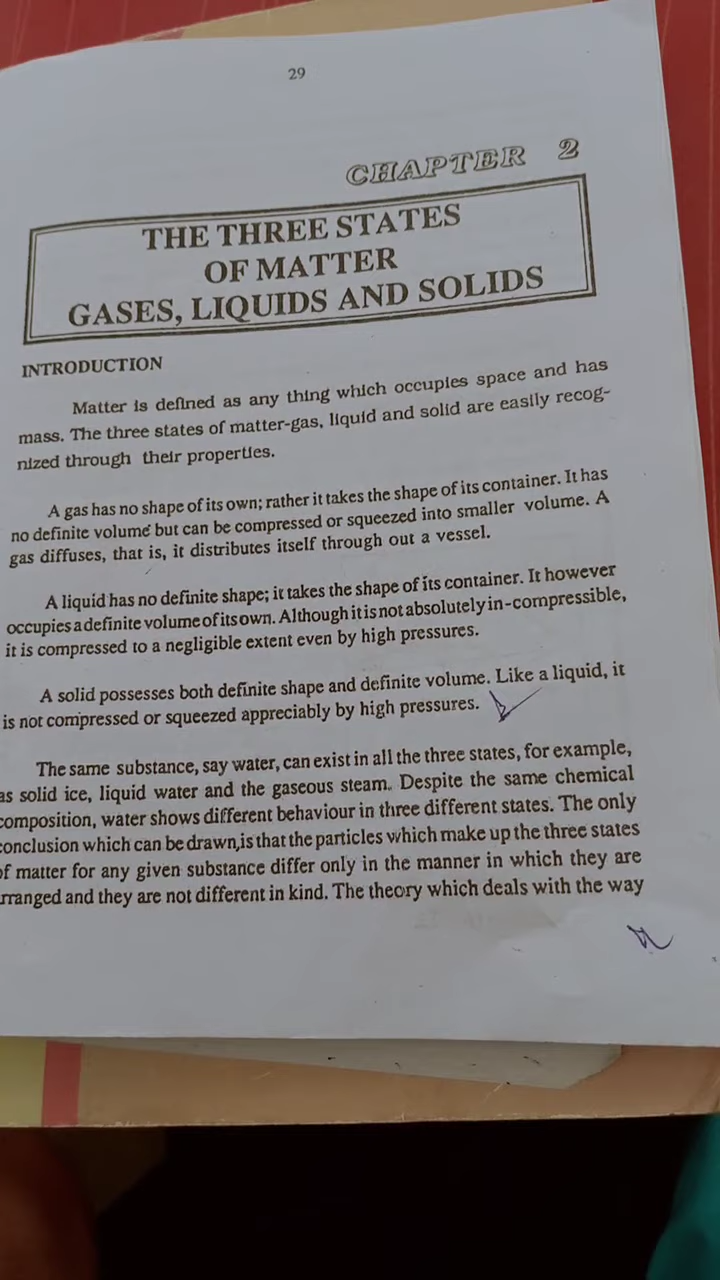 29
CHAPTER 2
THE THREE STATES
OF MATTER
GASES, LIQUIDS AND SOLIDS
INTRODUCTION
Matter is defined as any thing which occupies space and has
mass. The three states of matter-gas, liquid and solid are easily recog-
nized through their properties.
A gas has no shape of its own; rather it takes the shape of its container. It has
no definite volume but can be compressed or squeezed into smaller volume. A
gas diffuses, that is, it distributes itself through out a vessel.
A liquid has no definite shape; it takes the shape of its container. It however
occupies a definite volume of its own. Although it is not absolutely in-compressible,
it is compressed to a negligible extent even by high pressures.
A solid possesses both definite shape and definite volume. Like a liquid, it
is not compressed or squeezed appreciably by high pressures.
The same substance, say water, can exist in all the three states, for example,
as solid ice, liquid water and the gaseous steam. Despite the same chemical
composition, water shows different behaviour in three different states. The only
conclusion which can be drawn, is that the particles which make up the three states
of matter for any given substance differ only in the manner in which they are
rranged and they are not different in kind. The theory which deals with the way